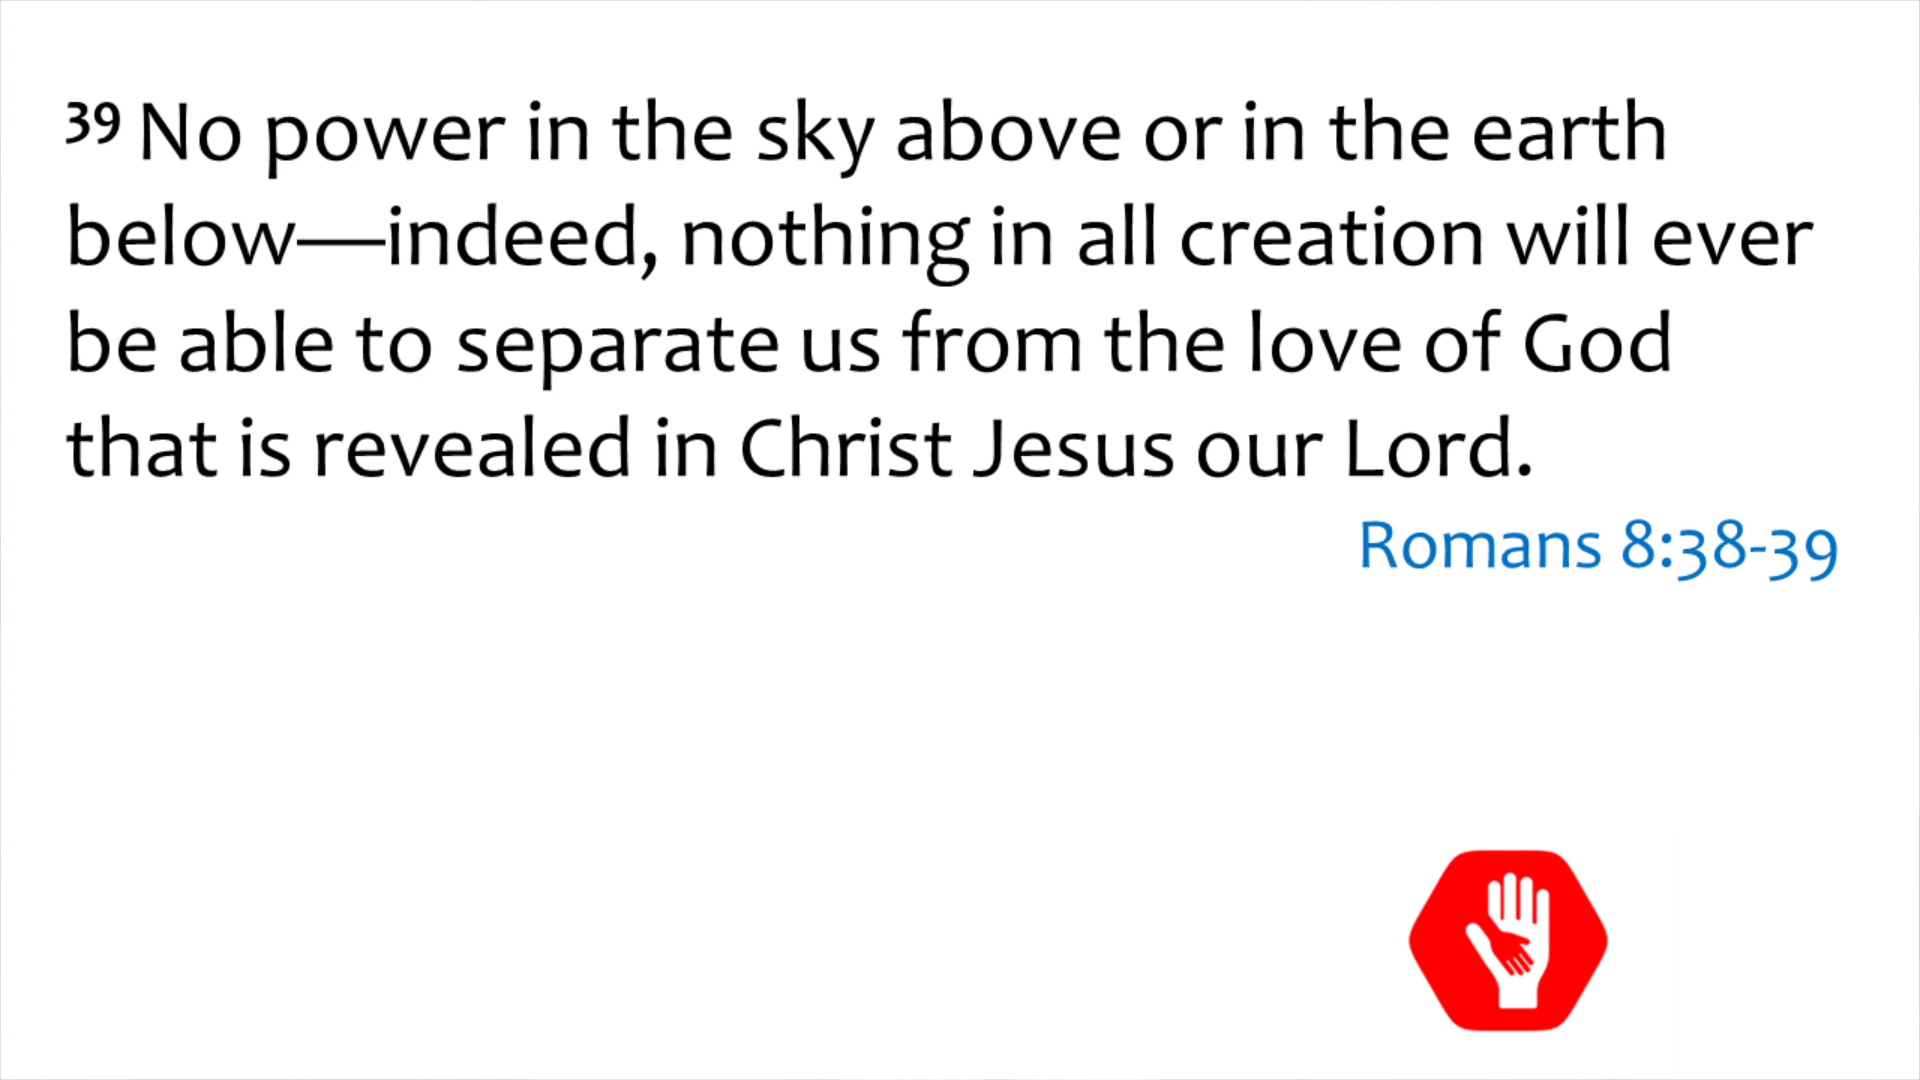 39 No power in the sky above or in the earth
below—indeed, nothing in all creation will ever
be able to separate us from the love of God
that is revealed in Christ Jesus our Lord.
Romans 8:38-39